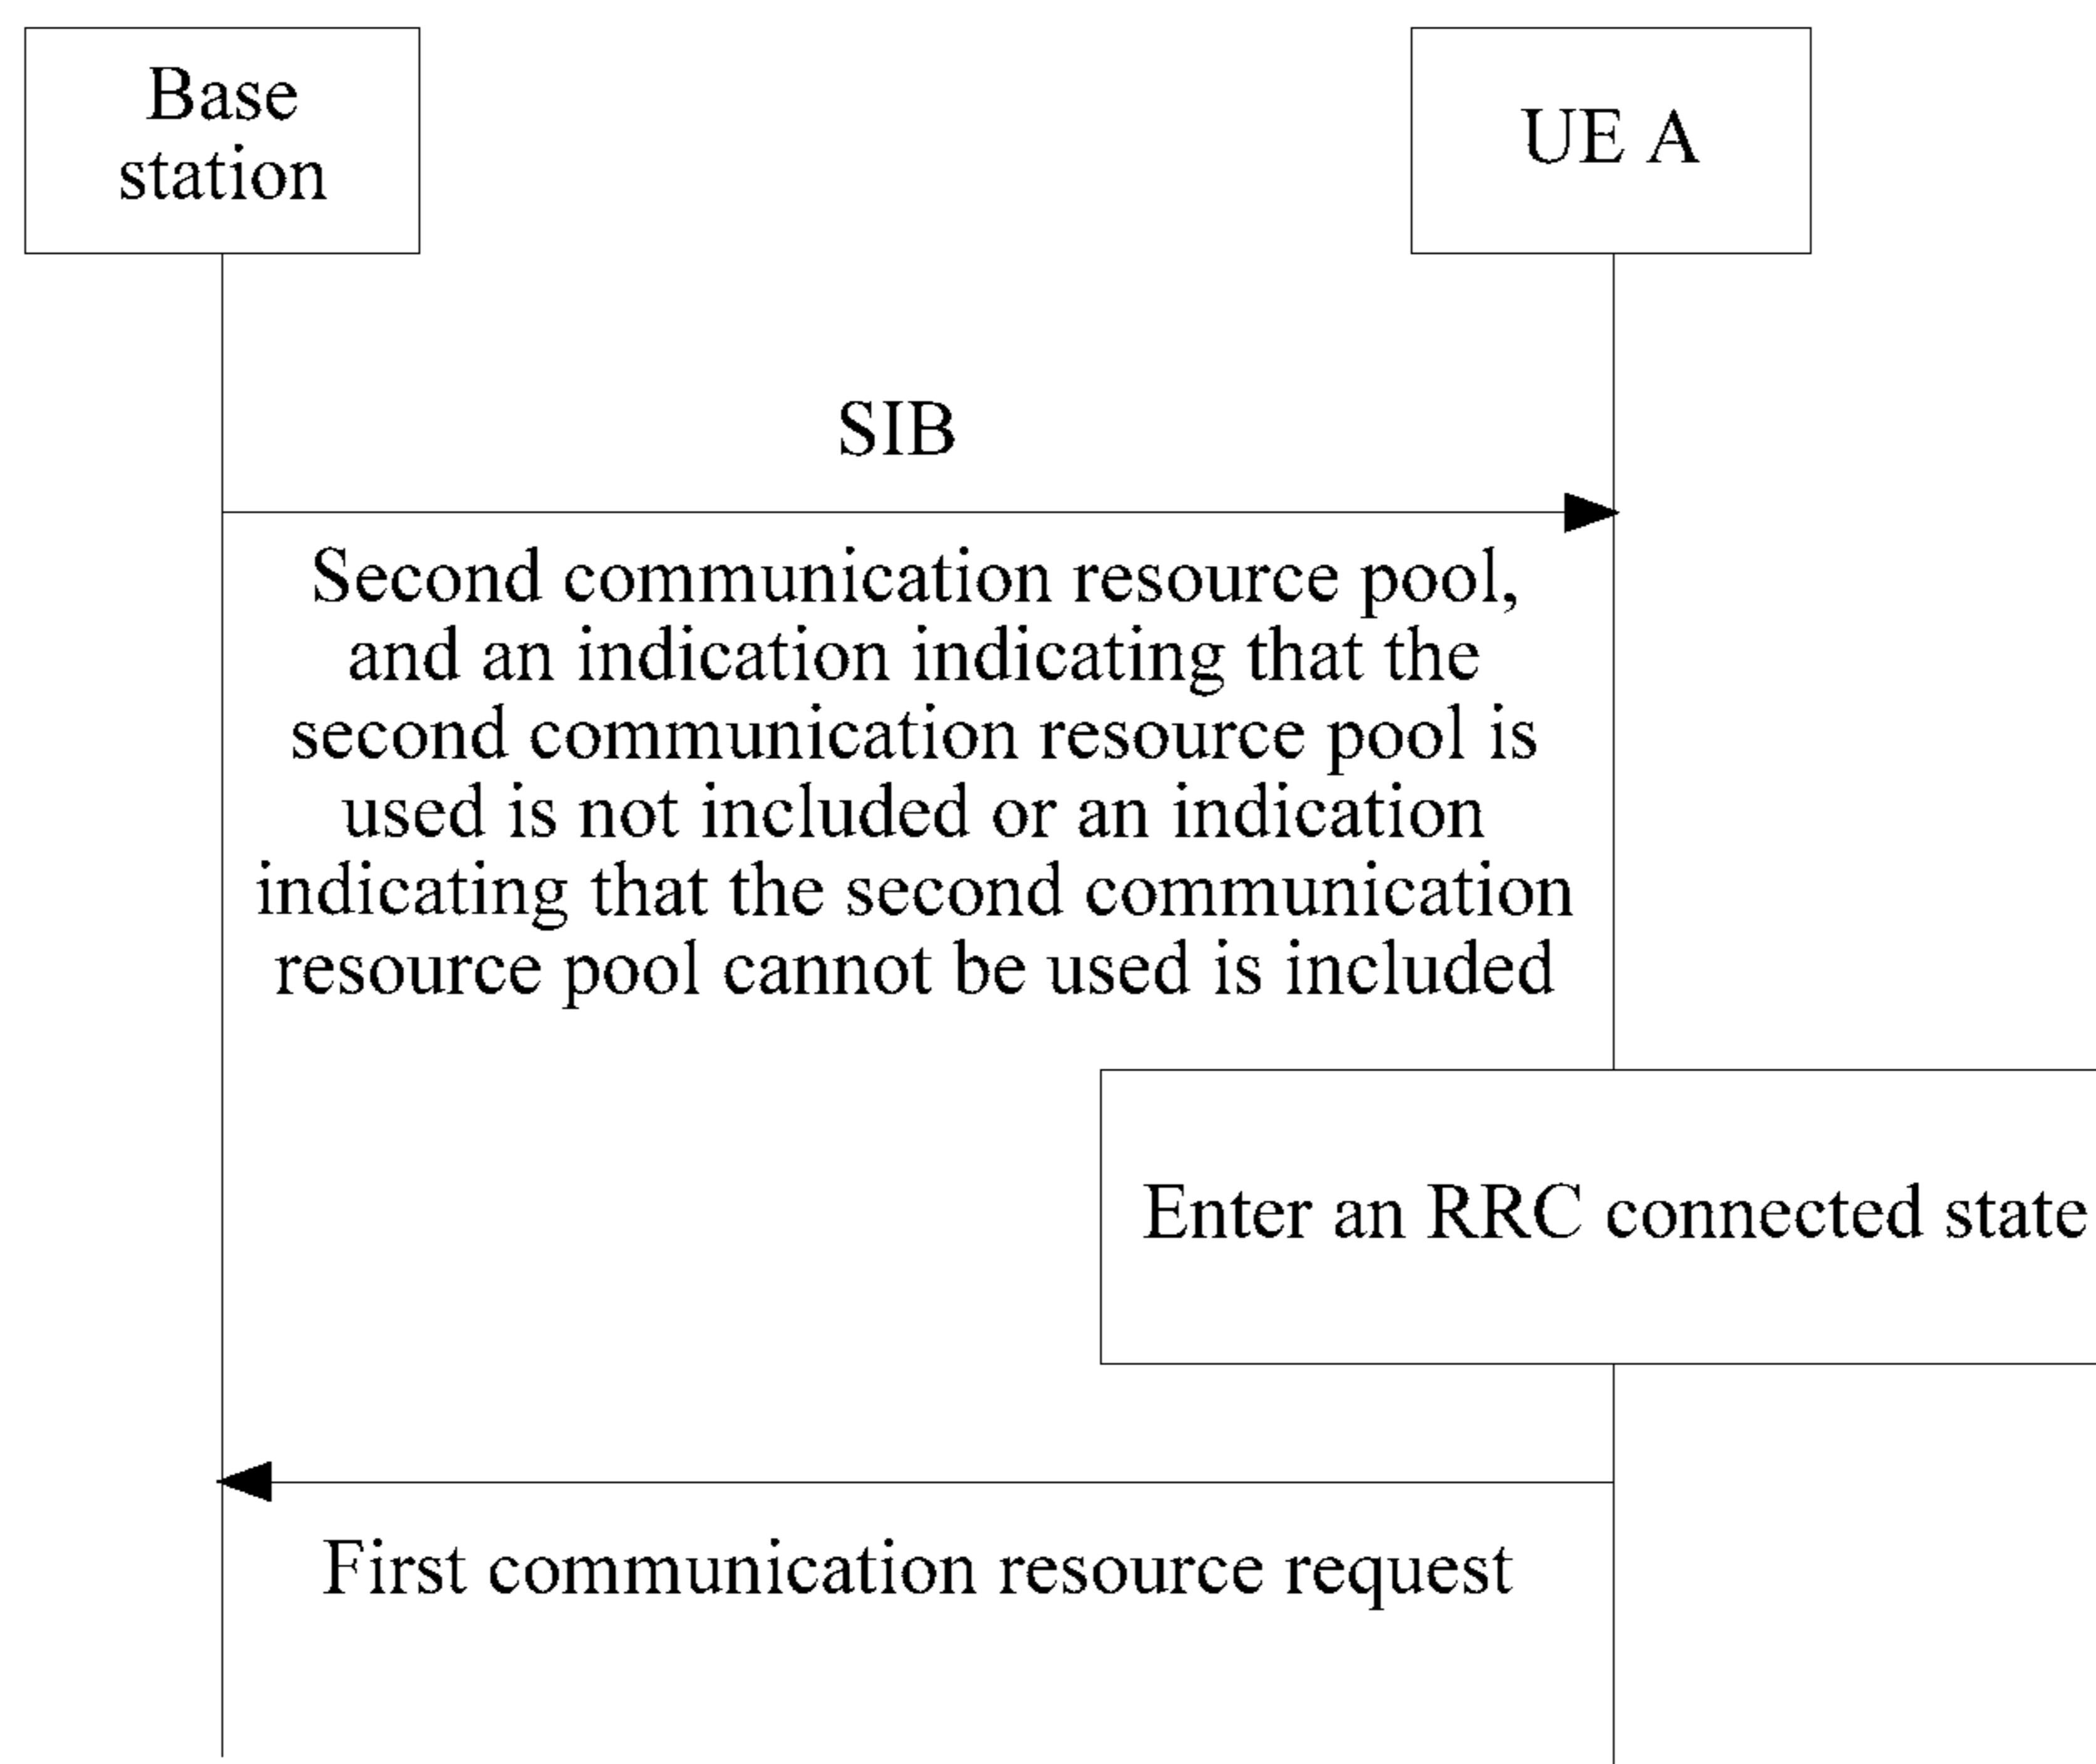 Base
station
UE A
SIB
Second communication resource pool,
and an indication indicating that the
second communication resource pool is
used is not included or an indication
indicating that the second communication
resource pool cannot be used is included
Enter an RRC connected state
First communication resource request